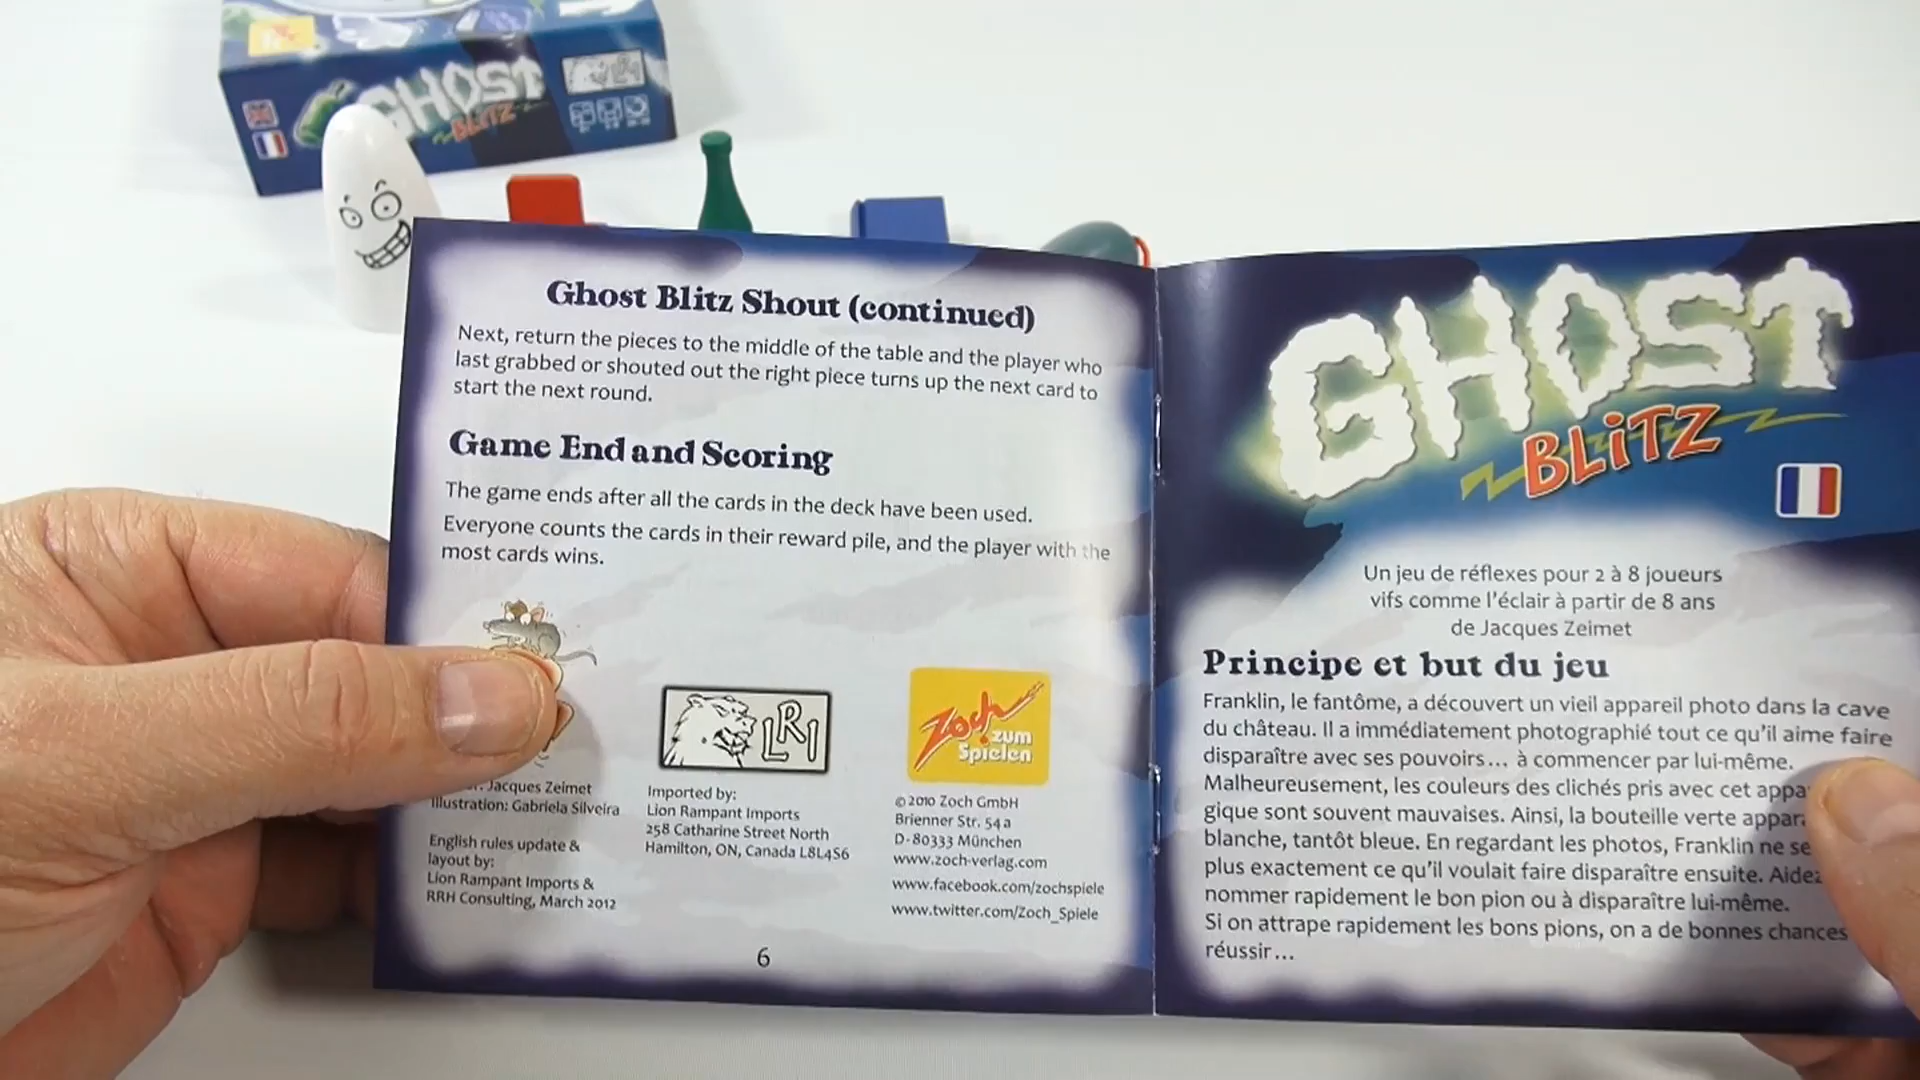 GHOST
BLITZ
LRI
Ghost Blitz Shout (continued)
Next, return the pieces to the middle of the table and the player who
last grabbed or shouted out the right piece turns up the next card to
start the next round.
Game End and Scoring
The game ends after all the cards in the deck have been used.
Everyone counts the cards in their reward pile, and the player with the
most cards wins.
Jacques Zeimet
Illustration: Gabriela Silveira
English rules update &
layout by:
Lion Rampant Imports &
RRH Consulting, March 2012
LRI
Imported by:
Lion Rampant Imports
258 Catharine Street North
Hamilton, ON, Canada L8L4S6
Zoch
zum
Spielen
© 2010 Zoch GmbH
Brienner Str. 54 a
D-80333 München
www.zoch-verlag.com
www.facebook.com/zochspiele
www.twitter.com/Zoch_Spiele
6
GHOST
BLiTZ
Un jeu de réflexes pour 2 à 8 joueurs
vifs comme l'éclair à partir de 8 ans
de Jacques Zeimet
Principe et but du jeu
Franklin, le fantôme, a découvert un vieil appareil photo dans la cave
du château. Il a immédiatement photographié tout ce qu'il aime faire
disparaître avec ses pouvoirs... à commencer par lui-même.
Malheureusement, les couleurs des clichés pris avec cet appa
gique sont souvent mauvaises. Ainsi, la bouteille verte appar
blanche, tantôt bleue. En regardant les photos, Franklin ne se
plus exactement ce qu'il voulait faire disparaître ensuite. Aidez
nommer rapidement le bon pion ou à disparaître lui-même.
Si on attrape rapidement les bons pions, on a de bonnes chances
réussir...